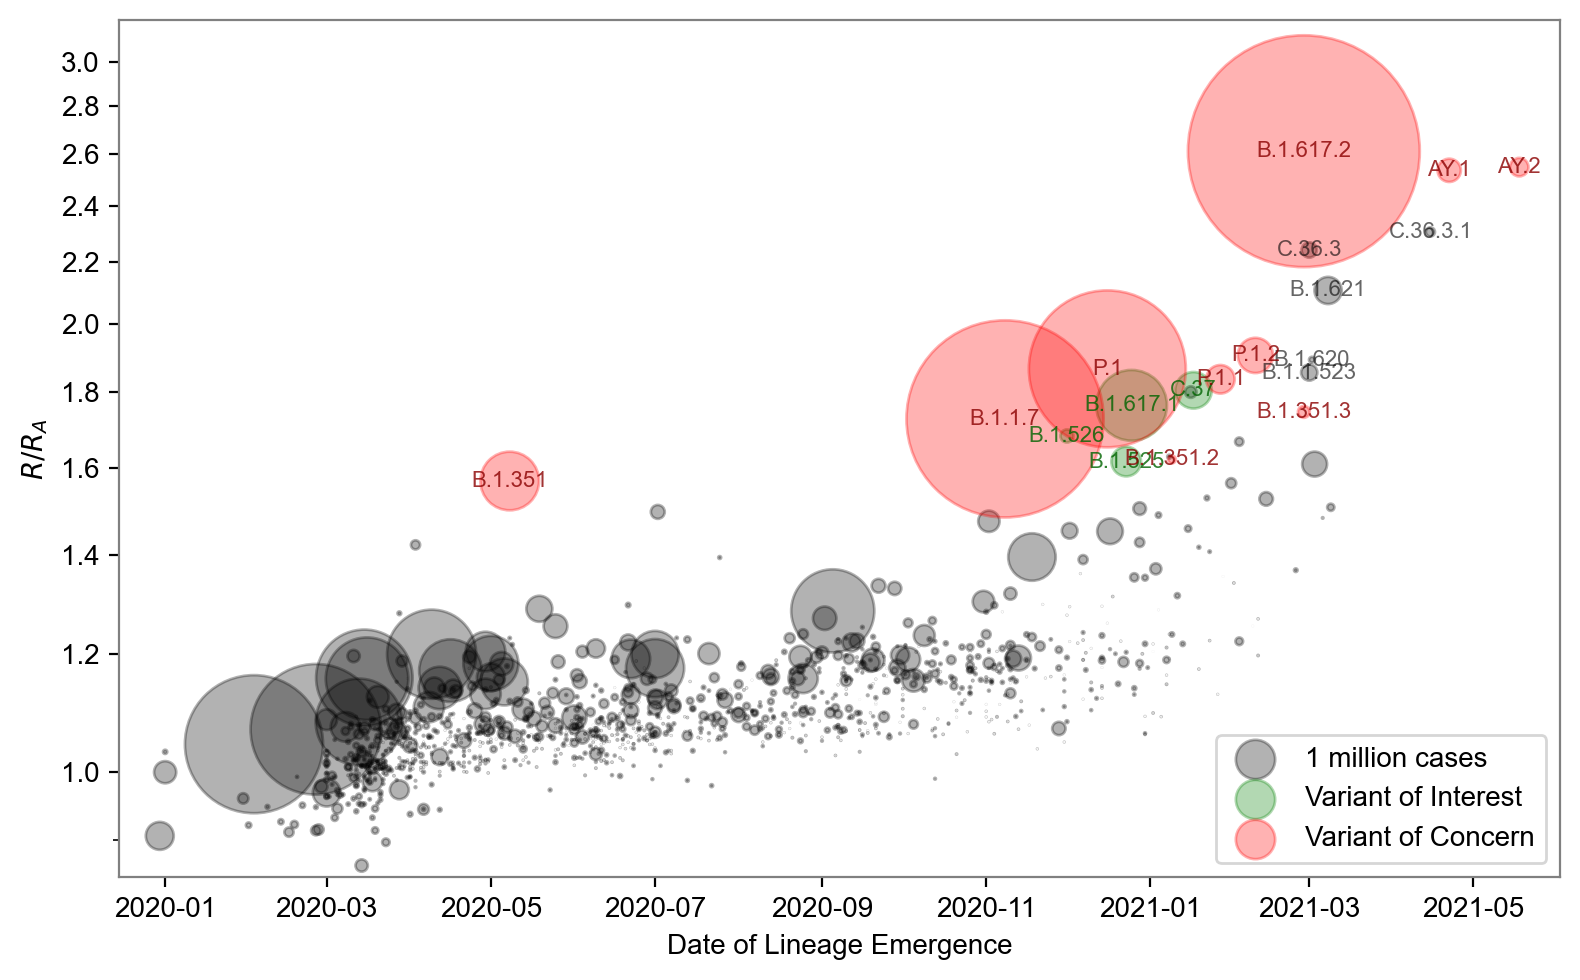 3.0
2.8
2.6
2.4
2.2
2.0
1.8
1.6
1.4
1.2
1.0
R/R_A
B.1.617.2
AY.1
AY.2
C.36.3.1
C.36.3
B.1.621
P.1
P.1.2
B.1.620
B.1.1.523
P.1.1
C.37
B.1.617.1
B.1.351.3
B.1.1.7
B.1.526
B.1.525
B.1.351.2
B.1.351
1 million cases
Variant of Interest
Variant of Concern
2020-01
2020-03
2020-05
2020-07
2020-09
2020-11
2021-01
2021-03
2021-05
Date of Lineage Emergence